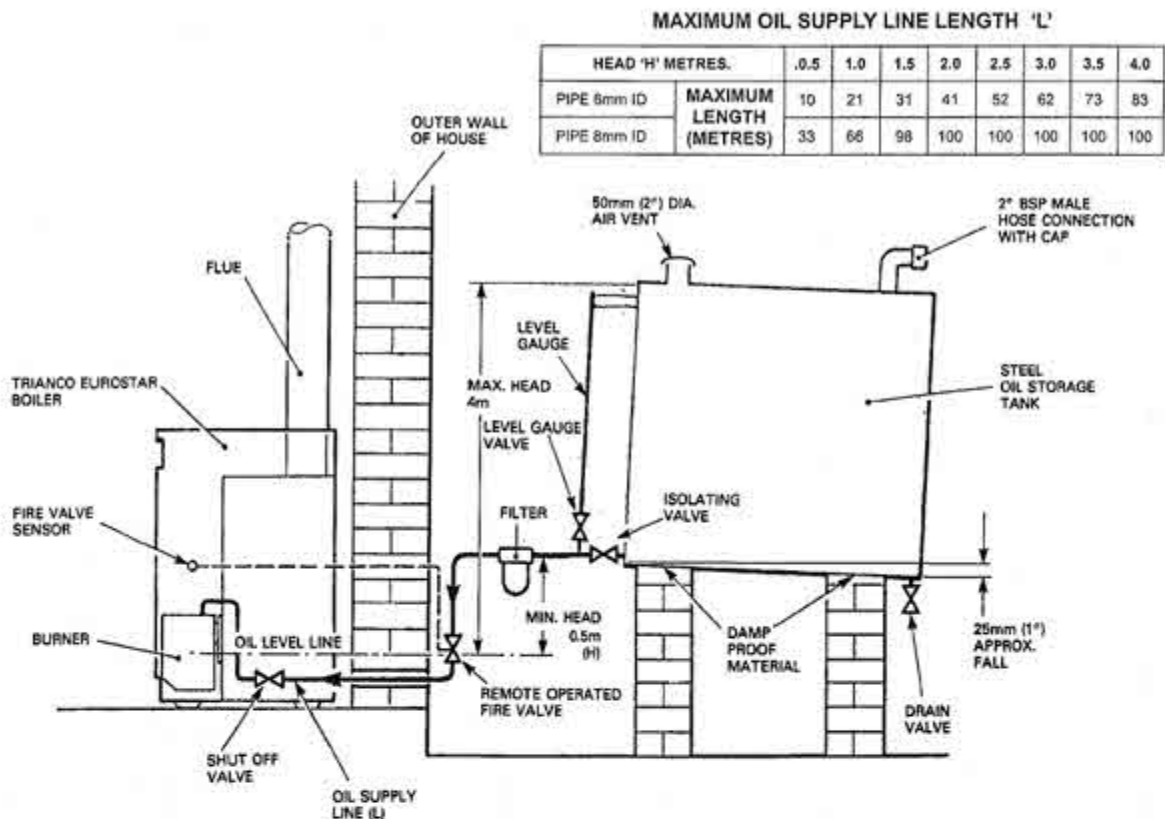 MAXIMUM OIL SUPPLY LINE LENGTH 'L'
HEAD 'H' METRES. .0.5 1.0 1.5 2.0 2.5 3.0 3.5 4.0
PIPE 6mm ID MAXIMUM LENGTH (METRES) 10 21 31 41 52 62 73 83
PIPE 8mm ID 33 66 98 100 100 100 100 100
OUTER WALL
OF HOUSE
50mm (2") DIA.
AIR VENT
2" BSP MALE
HOSE CONNECTION
WITH CAP
FLUE
LEVEL
GAUGE
TRIANCO EUROSTAR
BOILER
MAX. HEAD
4m
STEEL
OIL STORAGE
TANK
LEVEL GAUGE
VALVE
ISOLATING
VALVE
FIRE VALVE
SENSOR
FILTER
BURNER
OIL LEVEL LINE
MIN. HEAD
0.5m
(H)
DAMP
PROOF
MATERIAL
25mm (1")
APPROX.
FALL
REMOTE OPERATED
FIRE VALVE
DRAIN
VALVE
SHUT OFF
VALVE
OIL SUPPLY
LINE (L)